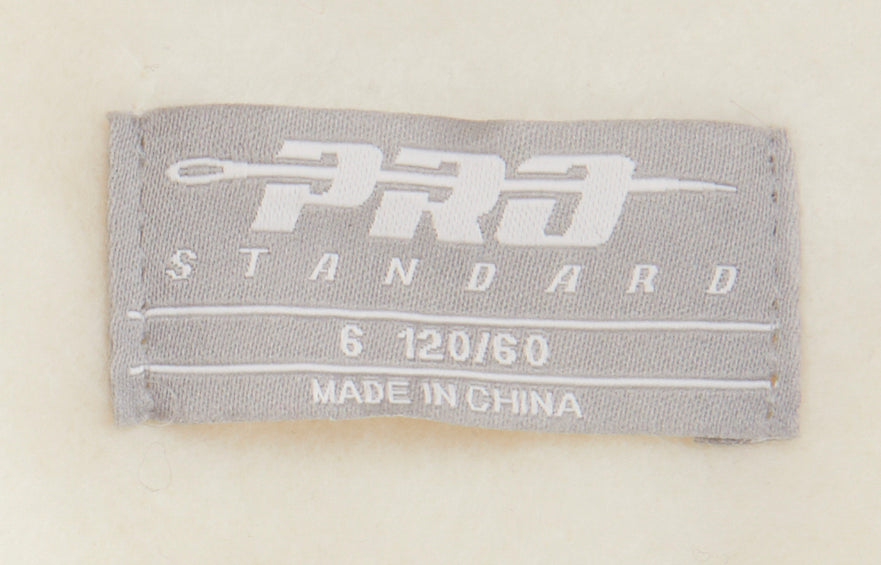 PRO
STANDARD
6 120/60
MADE IN CHINA